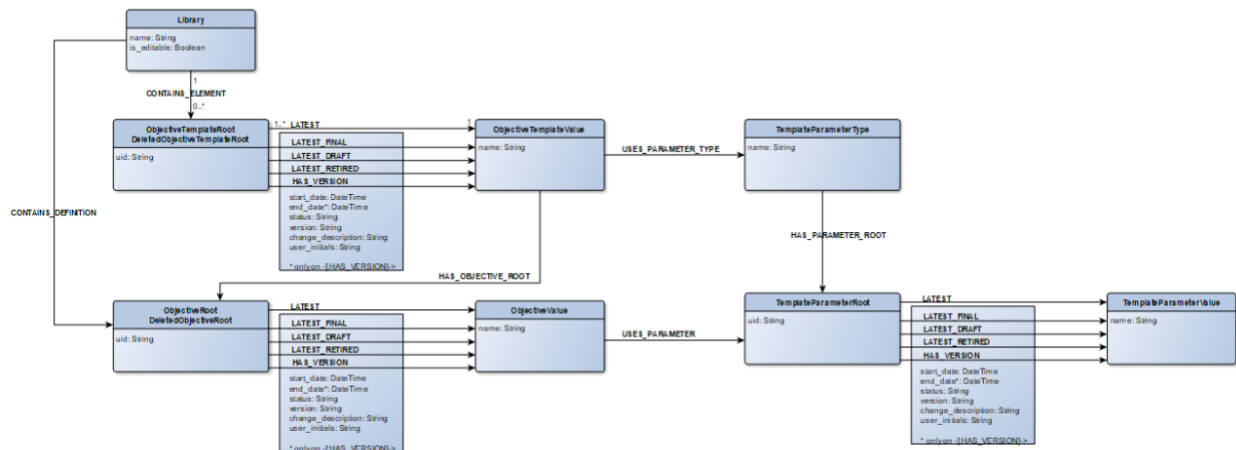 Library
name: String
is_editable: Boolean
1
CONTAINS_ELEMENT
0..*
ObjectiveTemplateRoot
DeletedObjectiveTemplateRoot
uid: String
1..* LATEST 1
LATEST_FINAL
LATEST_DRAFT
LATEST_RETIRED
HAS_VERSION
start_date: DateTime
end_date*: DateTime
status: String
version: String
change_description: String
user_initials: String
* only on -[:HAS_VERSION]->
ObjectiveTemplateValue
name: String
USES_PARAMETER_TYPE
TemplateParameterType
name: String
CONTAINS_DEFINITION
HAS_PARAMETER_ROOT
HAS_OBJECTIVE_ROOT
ObjectiveRoot
DeletedObjectiveRoot
uid: String
LATEST
LATEST_FINAL
LATEST_DRAFT
LATEST_RETIRED
HAS_VERSION
start_date: DateTime
end_date*: DateTime
status: String
version: String
change_description: String
user_initials: String
* only on -[:HAS_VERSION]->
ObjectiveValue
name: String
USES_PARAMETER
TemplateParameterRoot
uid: String
LATEST
LATEST_FINAL
LATEST_DRAFT
LATEST_RETIRED
HAS_VERSION
start_date: DateTime
end_date*: DateTime
status: String
version: String
change_description: String
user_initials: String
* only on -[:HAS_VERSION]->
TemplateParameterValue
name: String